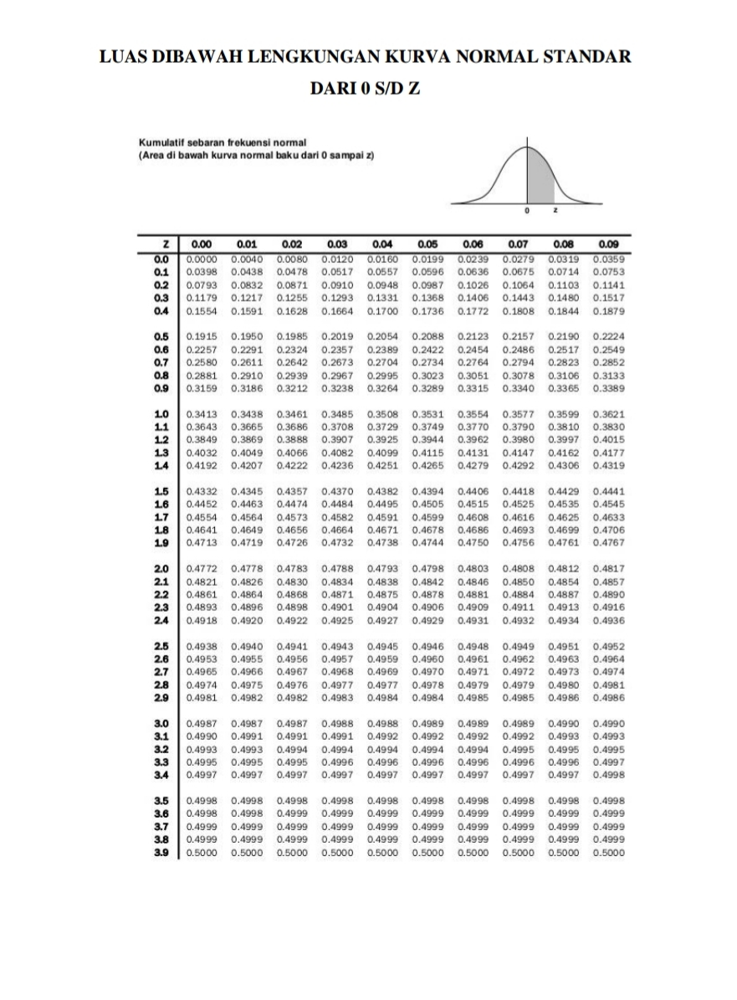 LUAS DIBAWAH LENGKUNGAN KURVA NORMAL STANDAR
DARI 0 S/D Z
Kumulatif sebaran frekuensi normal
(Area di bawah kurva normal baku dari 0 sampai z)
0 z
Z 0.00 0.01 0.02 0.03 0.04 0.05 0.06 0.07 0.08 0.09
0.0 0.0000 0.0040 0.0080 0.0120 0.0160 0.0199 0.0239 0.0279 0.0319 0.0359
0.1 0.0398 0.0438 0.0478 0.0517 0.0557 0.0596 0.0636 0.0675 0.0714 0.0753
0.2 0.0793 0.0832 0.0871 0.0910 0.0948 0.0987 0.1026 0.1064 0.1103 0.1141
0.3 0.1179 0.1217 0.1255 0.1293 0.1331 0.1368 0.1406 0.1443 0.1480 0.1517
0.4 0.1554 0.1591 0.1628 0.1664 0.1700 0.1736 0.1772 0.1808 0.1844 0.1879
0.5 0.1915 0.1950 0.1985 0.2019 0.2054 0.2088 0.2123 0.2157 0.2190 0.2224
0.6 0.2257 0.2291 0.2324 0.2357 0.2389 0.2422 0.2454 0.2486 0.2517 0.2549
0.7 0.2580 0.2611 0.2642 0.2673 0.2704 0.2734 0.2764 0.2794 0.2823 0.2852
0.8 0.2881 0.2910 0.2939 0.2967 0.2995 0.3023 0.3051 0.3078 0.3106 0.3133
0.9 0.3159 0.3186 0.3212 0.3238 0.3264 0.3289 0.3315 0.3340 0.3365 0.3389
1.0 0.3413 0.3438 0.3461 0.3485 0.3508 0.3531 0.3554 0.3577 0.3599 0.3621
1.1 0.3643 0.3665 0.3686 0.3708 0.3729 0.3749 0.3770 0.3790 0.3810 0.3830
1.2 0.3849 0.3869 0.3888 0.3907 0.3925 0.3944 0.3962 0.3980 0.3997 0.4015
1.3 0.4032 0.4049 0.4066 0.4082 0.4099 0.4115 0.4131 0.4147 0.4162 0.4177
1.4 0.4192 0.4207 0.4222 0.4236 0.4251 0.4265 0.4279 0.4292 0.4306 0.4319
1.5 0.4332 0.4345 0.4357 0.4370 0.4382 0.4394 0.4406 0.4418 0.4429 0.4441
1.6 0.4452 0.4463 0.4474 0.4484 0.4495 0.4505 0.4515 0.4525 0.4535 0.4545
1.7 0.4554 0.4564 0.4573 0.4582 0.4591 0.4599 0.4608 0.4616 0.4625 0.4633
1.8 0.4641 0.4649 0.4656 0.4664 0.4671 0.4678 0.4686 0.4693 0.4699 0.4706
1.9 0.4713 0.4719 0.4726 0.4732 0.4738 0.4744 0.4750 0.4756 0.4761 0.4767
2.0 0.4772 0.4778 0.4783 0.4788 0.4793 0.4798 0.4803 0.4808 0.4812 0.4817
2.1 0.4821 0.4826 0.4830 0.4834 0.4838 0.4842 0.4846 0.4850 0.4854 0.4857
2.2 0.4861 0.4864 0.4868 0.4871 0.4875 0.4878 0.4881 0.4884 0.4887 0.4890
2.3 0.4893 0.4896 0.4898 0.4901 0.4904 0.4906 0.4909 0.4911 0.4913 0.4916
2.4 0.4918 0.4920 0.4922 0.4925 0.4927 0.4929 0.4931 0.4932 0.4934 0.4936
2.5 0.4938 0.4940 0.4941 0.4943 0.4945 0.4946 0.4948 0.4949 0.4951 0.4952
2.6 0.4953 0.4955 0.4956 0.4957 0.4959 0.4960 0.4961 0.4962 0.4963 0.4964
2.7 0.4965 0.4966 0.4967 0.4968 0.4969 0.4970 0.4971 0.4972 0.4973 0.4974
2.8 0.4974 0.4975 0.4976 0.4977 0.4977 0.4978 0.4979 0.4979 0.4980 0.4981
2.9 0.4981 0.4982 0.4982 0.4983 0.4984 0.4984 0.4985 0.4985 0.4986 0.4986
3.0 0.4987 0.4987 0.4987 0.4988 0.4988 0.4989 0.4989 0.4989 0.4990 0.4990
3.1 0.4990 0.4991 0.4991 0.4991 0.4992 0.4992 0.4992 0.4992 0.4993 0.4993
3.2 0.4993 0.4993 0.4994 0.4994 0.4994 0.4994 0.4994 0.4995 0.4995 0.4995
3.3 0.4995 0.4995 0.4995 0.4996 0.4996 0.4996 0.4996 0.4996 0.4996 0.4997
3.4 0.4997 0.4997 0.4997 0.4997 0.4997 0.4997 0.4997 0.4997 0.4997 0.4998
3.5 0.4998 0.4998 0.4998 0.4998 0.4998 0.4998 0.4998 0.4998 0.4998 0.4998
3.6 0.4998 0.4998 0.4999 0.4999 0.4999 0.4999 0.4999 0.4999 0.4999 0.4999
3.7 0.4999 0.4999 0.4999 0.4999 0.4999 0.4999 0.4999 0.4999 0.4999 0.4999
3.8 0.4999 0.4999 0.4999 0.4999 0.4999 0.4999 0.4999 0.4999 0.4999 0.4999
3.9 0.5000 0.5000 0.5000 0.5000 0.5000 0.5000 0.5000 0.5000 0.5000 0.5000